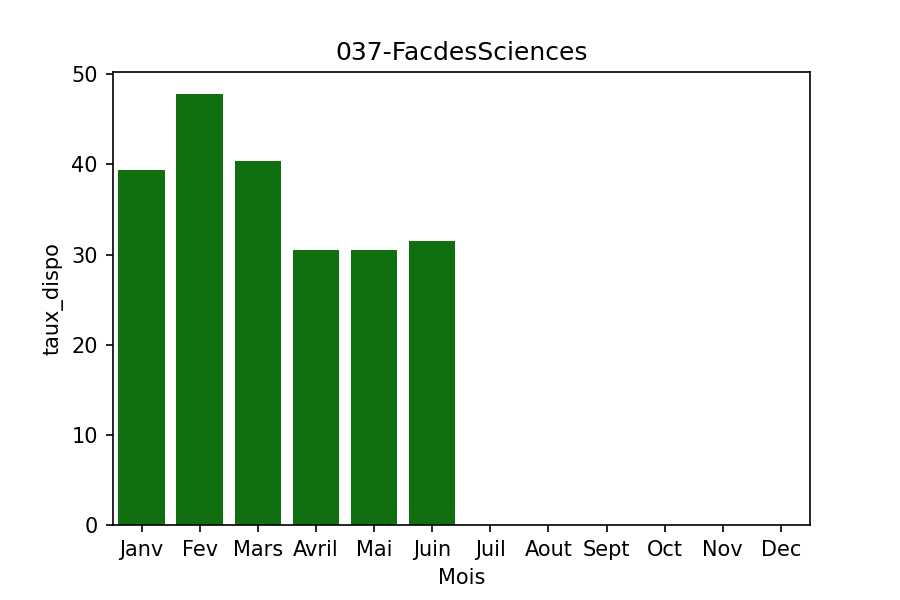 037-FacdesSciences
taux_dispo
50
40
30
20
10
0
Janv Fev Mars Avril Mai Juin Juil Aout Sept Oct Nov Dec
Mois